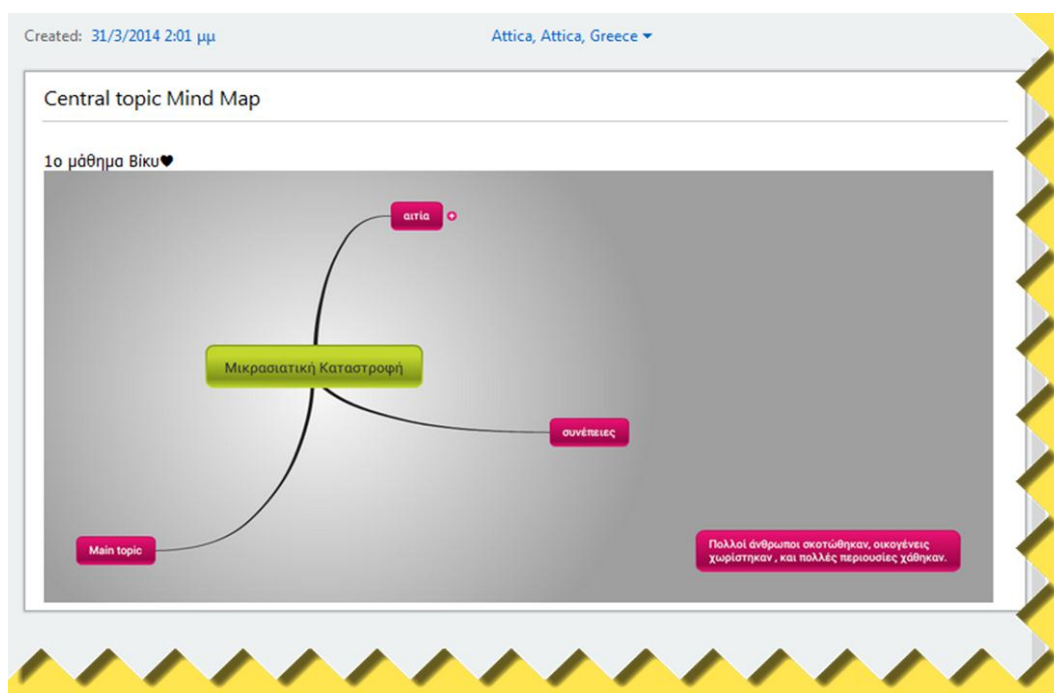 Created: 31/3/2014 2:01 μμ
Attica, Attica, Greece
Central topic Mind Map
1ο μάθημα Βίκυ♥
αιτία
Μικρασιατική Καταστροφή
συνέπειες
Main topic
Πολλοί άνθρωποι σκοτώθηκαν, οικογένεις
χωρίστηκαν , και πολλές περιουσίες χάθηκαν.